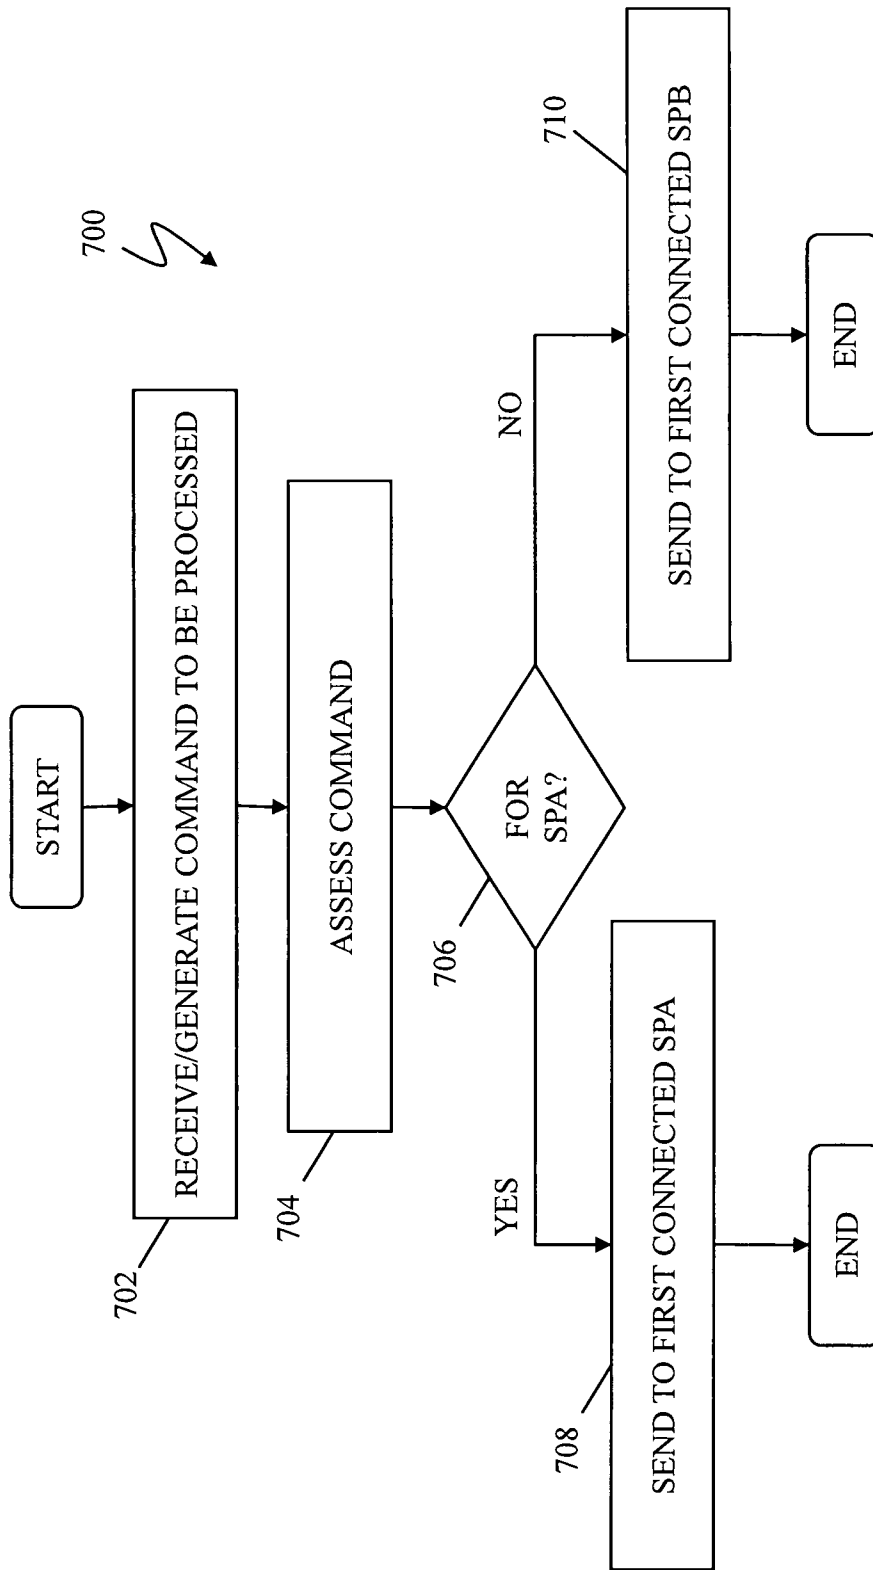 START
700
702
RECEIVE/GENERATE COMMAND TO BE PROCESSED
704
ASSESS COMMAND
706
FOR
SPA?
YES
NO
708
SEND TO FIRST CONNECTED SPA
710
SEND TO FIRST CONNECTED SPB
END
END